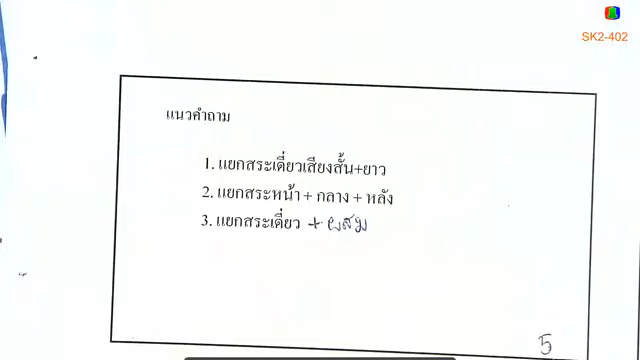 SK2-402
แนวคำถาม
1. แยกสระเดี่ยวเสียงสั้น+ยาว
2. แยกสระหน้า + กลาง + หลัง
3. แยกสระเดี่ยว + ผสม
5